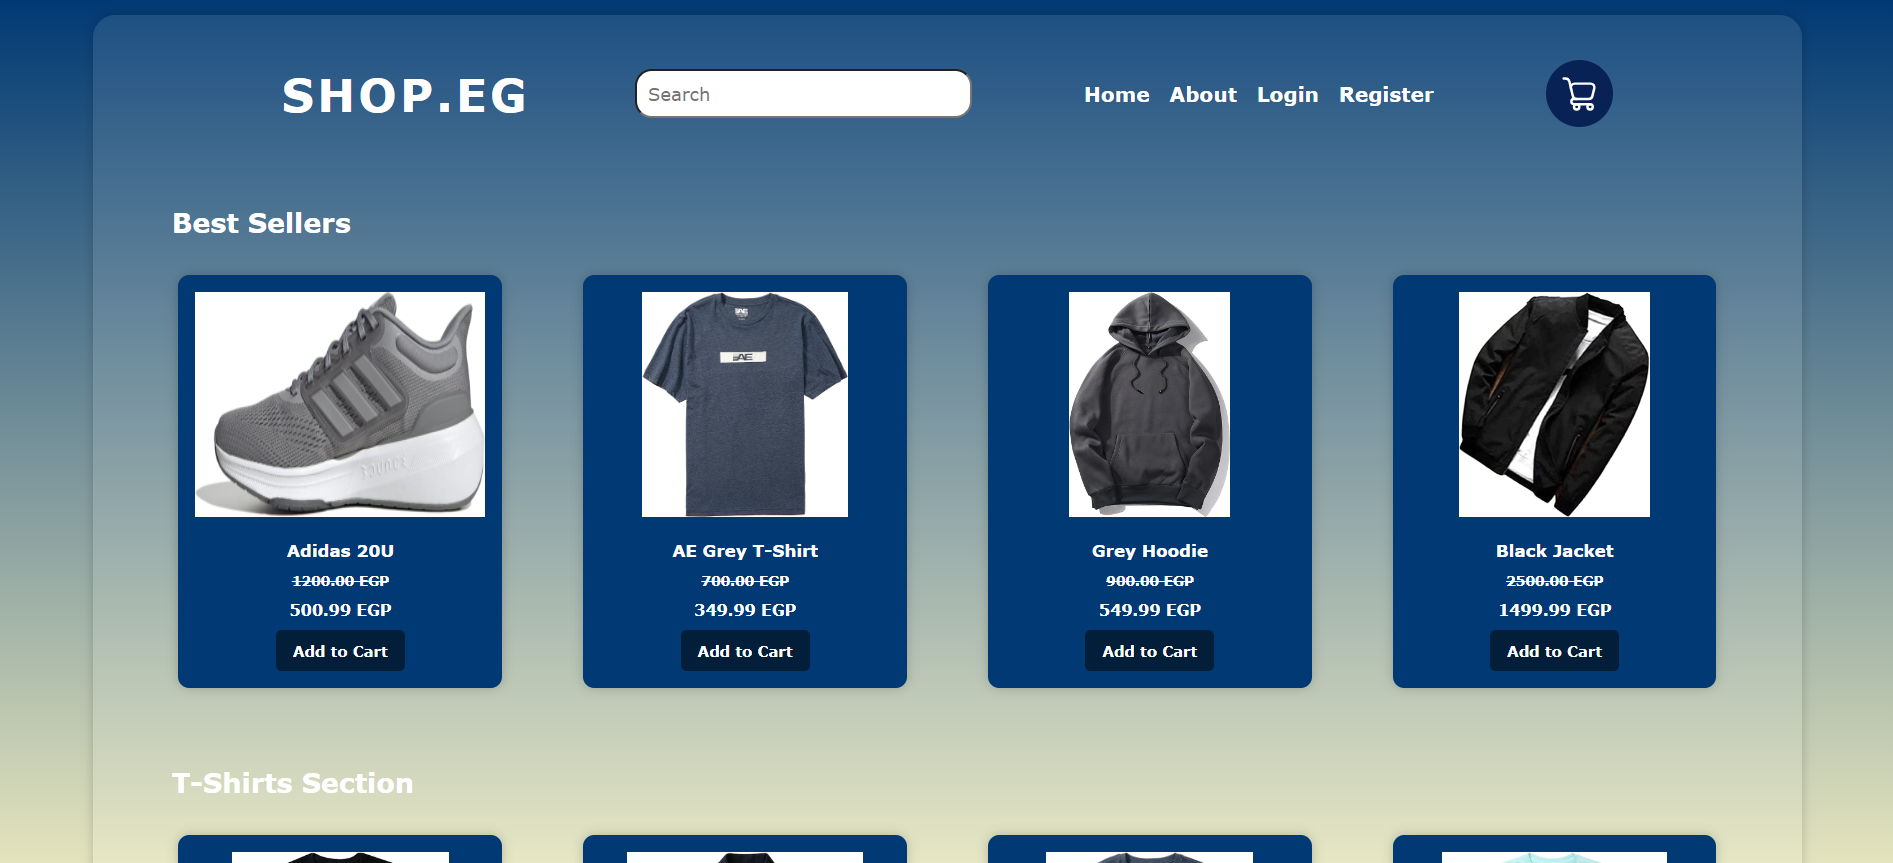 SHOP.EG
Search
Home About Login Register
Best Sellers
AE
BOUNCE
Adidas 20U
1200.00 EGP
500.99 EGP
Add to Cart
AE Grey T-Shirt
700.00 EGP
349.99 EGP
Add to Cart
Grey Hoodie
900.00 EGP
549.99 EGP
Add to Cart
Black Jacket
2500.00 EGP
1499.99 EGP
Add to Cart
T-Shirts Section